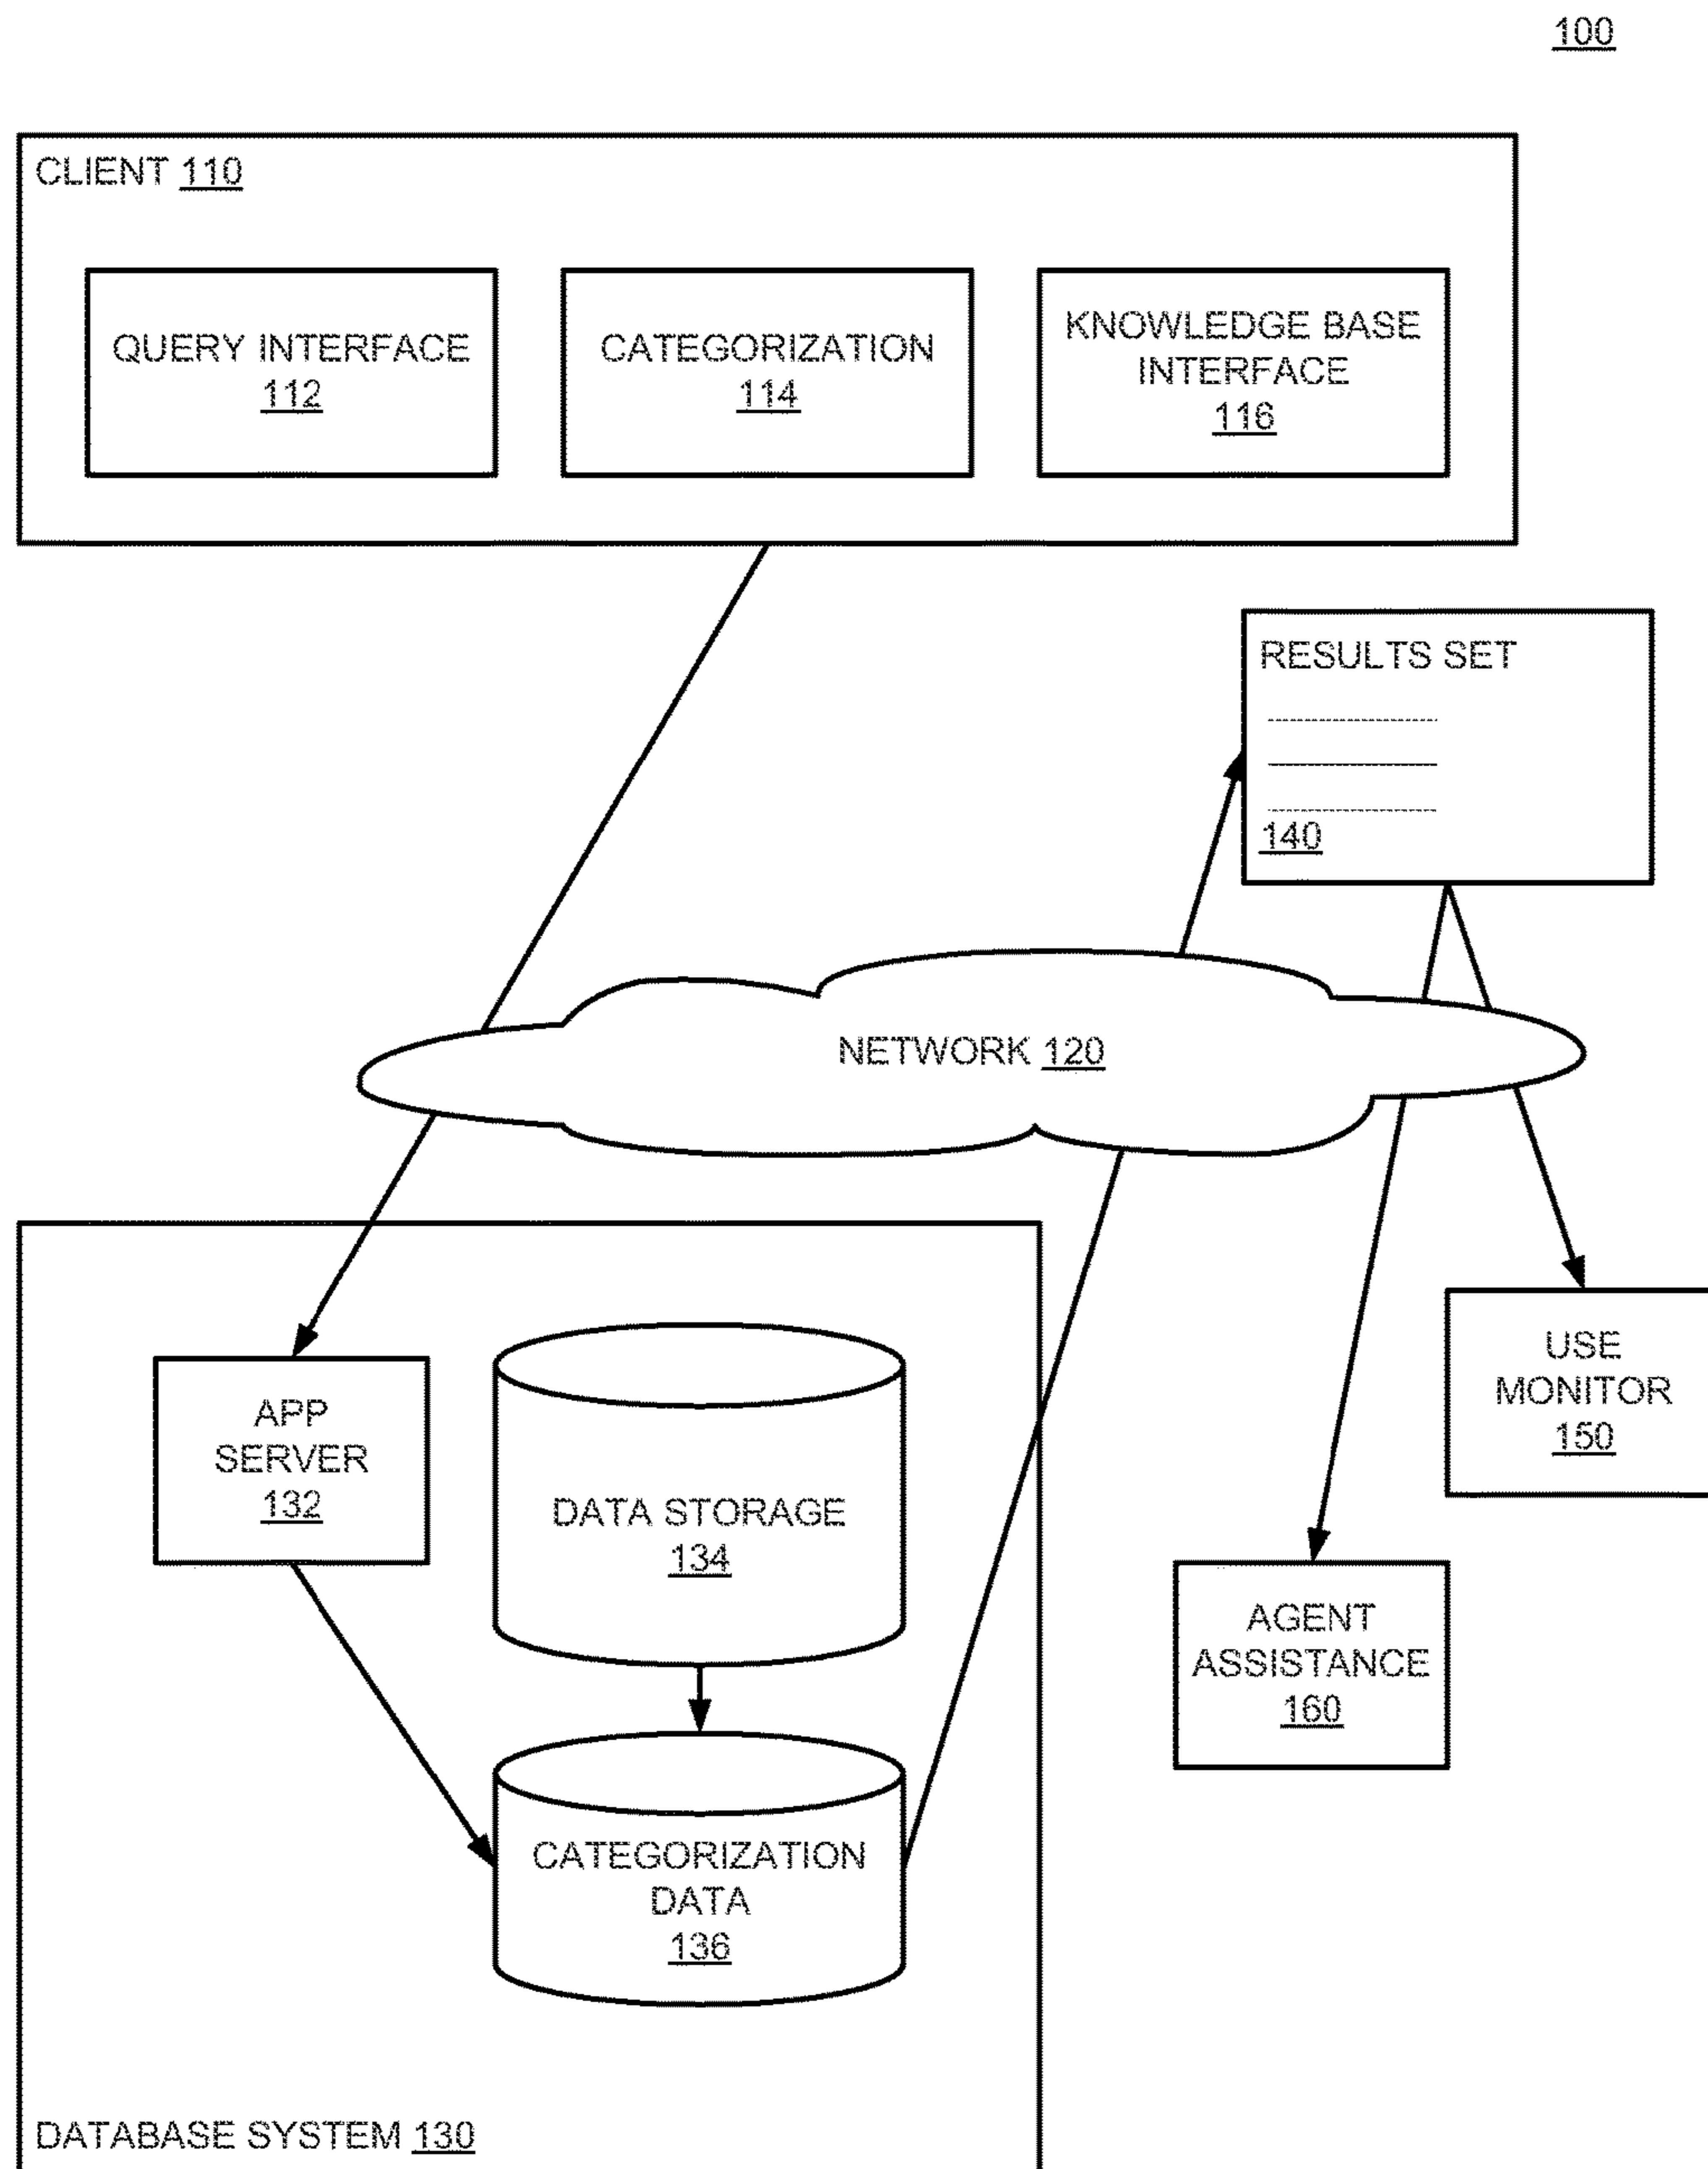 100
CLIENT 110
QUERY INTERFACE
112
CATEGORIZATION
114
KNOWLEDGE BASE
INTERFACE
116
RESULTS SET
140
NETWORK 120
USE
MONITOR
150
APP
SERVER
132
DATA STORAGE
134
AGENT
ASSISTANCE
160
CATEGORIZATION
DATA
136
DATABASE SYSTEM 130